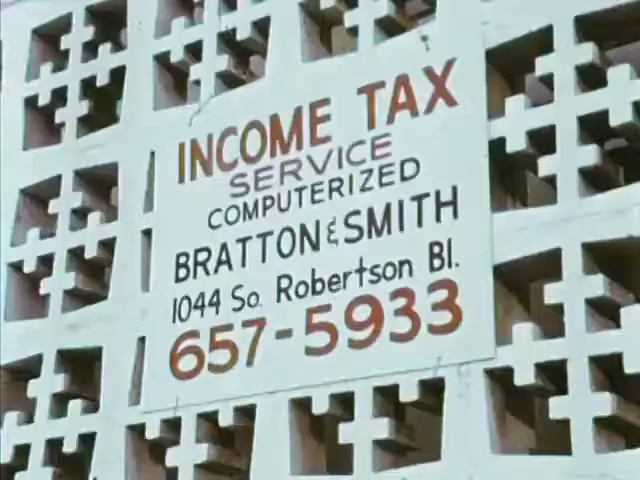 INCOME TAX
SERVICE
COMPUTERIZED
BRATTON & SMITH
1044 So. Robertson Bl.
657-5933